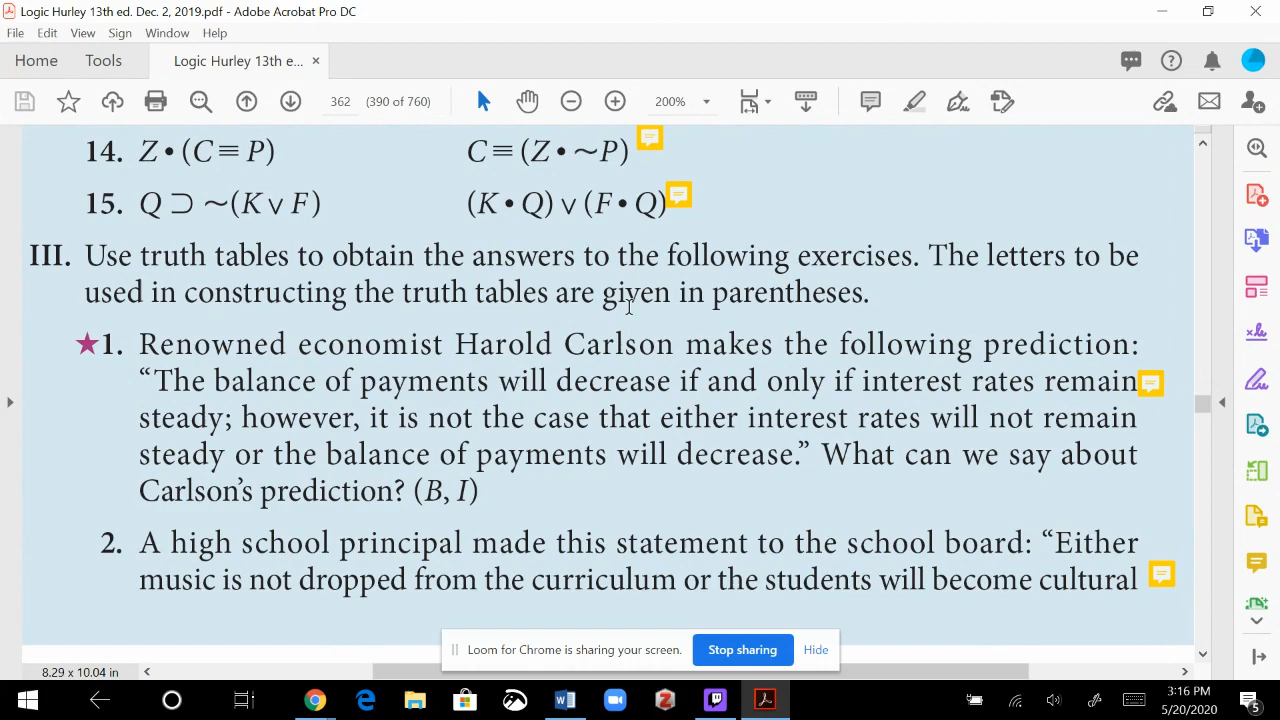 Logic Hurley 13th ed. Dec. 2, 2019.pdf - Adobe Acrobat Pro DC
File Edit View Sign Window Help
Home Tools Logic Hurley 13th e... ×
362 (390 of 760) 200%
14. Z • (C ≡ P) C ≡ (Z • ~P)
15. Q ⊃ ~(K ∨ F) (K • Q) ∨ (F • Q)
III. Use truth tables to obtain the answers to the following exercises. The letters to be
used in constructing the truth tables are given in parentheses.
★1. Renowned economist Harold Carlson makes the following prediction:
“The balance of payments will decrease if and only if interest rates remain
steady; however, it is not the case that either interest rates will not remain
steady or the balance of payments will decrease.” What can we say about
Carlson’s prediction? (B, I)
2. A high school principal made this statement to the school board: “Either
music is not dropped from the curriculum or the students will become cultural
Loom for Chrome is sharing your screen. Stop sharing Hide
8.29 x 10.04 in
3:16 PM
5/20/2020
5